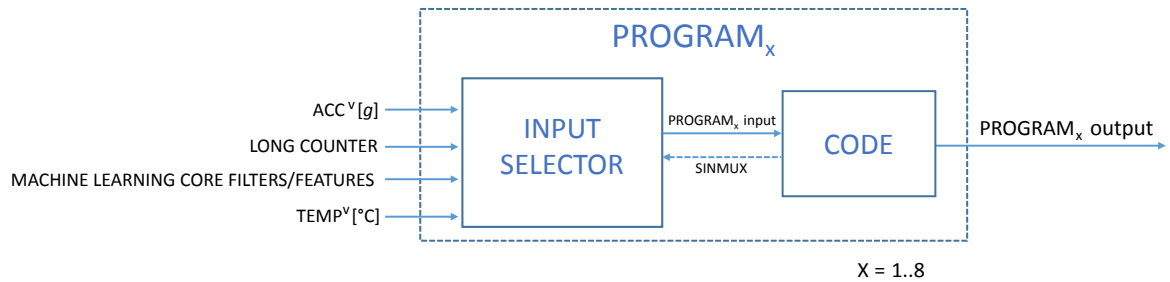 PROGRAMx
ACC v [g]
LONG COUNTER
MACHINE LEARNING CORE FILTERS/FEATURES
TEMPv [°C]
INPUT
SELECTOR
PROGRAMx input
SINMUX
CODE
PROGRAMx output
X = 1..8